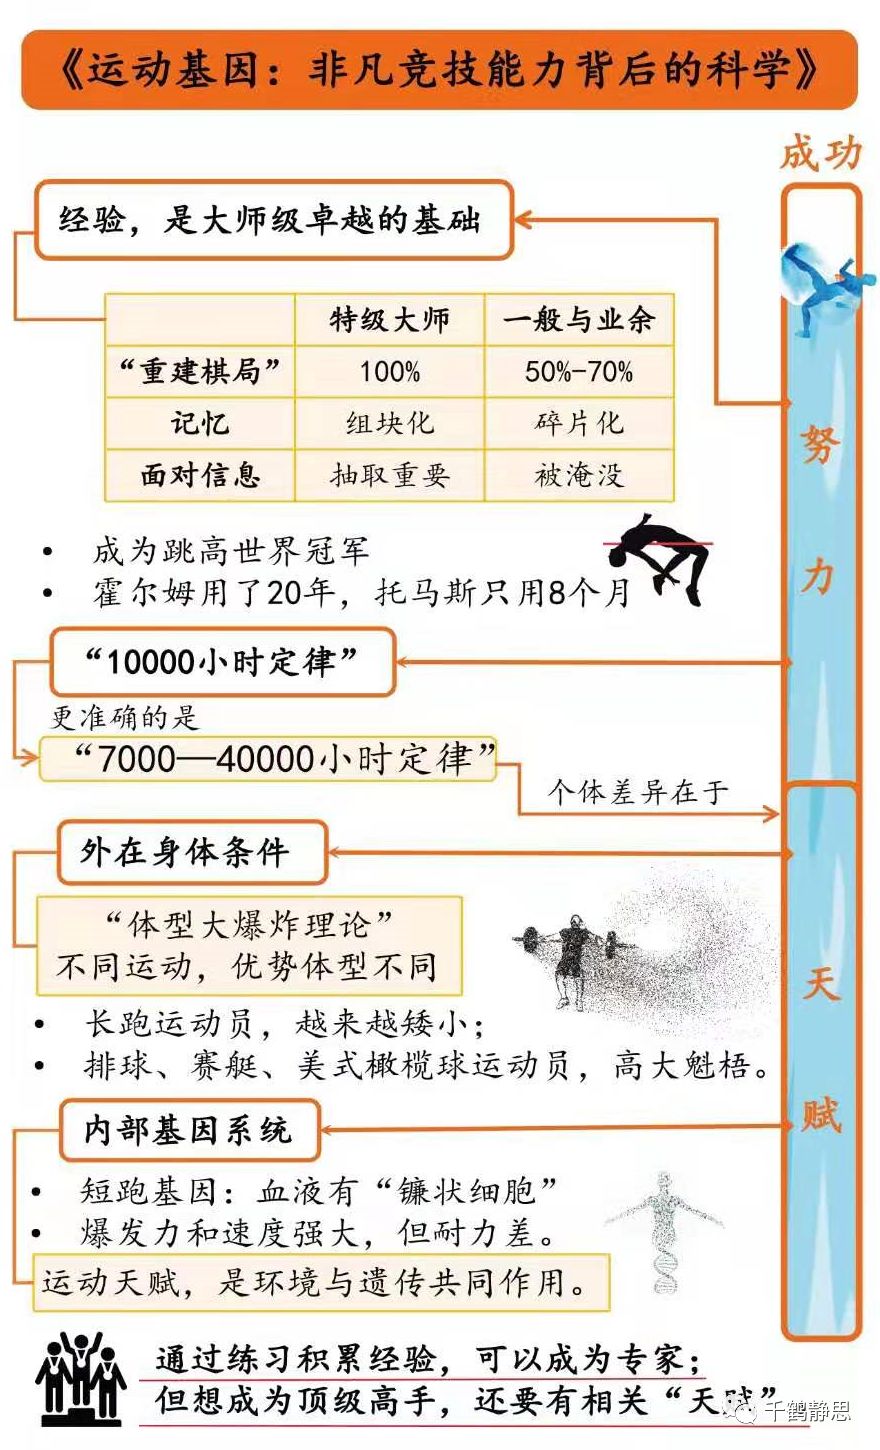 《运动基因：非凡竞技能力背后的科学》
成功
经验，是大师级卓越的基础
特级大师 一般与业余
“重建棋局” 100% 50%-70%
记忆 组块化 碎片化
面对信息 抽取重要 被淹没
努力
• 成为跳高世界冠军
• 霍尔姆用了20年，托马斯只用8个月
“10000小时定律”
更准确的是
“7000—40000小时定律”
个体差异在于
外在身体条件
“体型大爆炸理论”
不同运动，优势体型不同
天赋
• 长跑运动员，越来越矮小；
• 排球、赛艇、美式橄榄球运动员，高大魁梧。
内部基因系统
• 短跑基因：血液有“镰状细胞”
• 爆发力和速度强大，但耐力差。
运动天赋，是环境与遗传共同作用。
通过练习积累经验，可以成为专家；
但想成为顶级高手，还要有相关“天赋”
千鹤静思